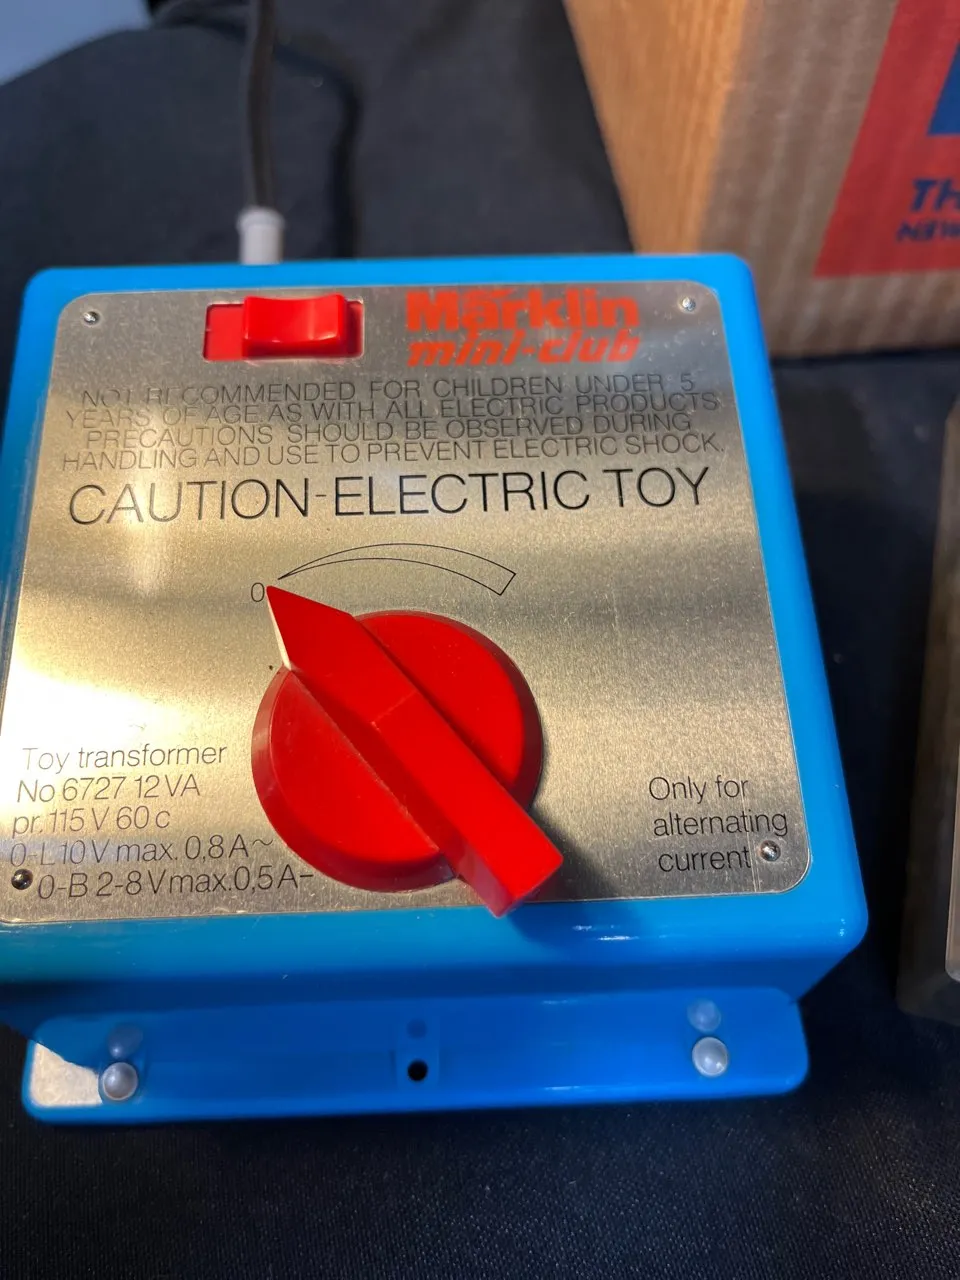 Märklin
mini-club
NOT RECOMMENDED FOR CHILDREN UNDER 5
YEARS OF AGE AS WITH ALL ELECTRIC PRODUCTS
PRECAUTIONS SHOULD BE OBSERVED DURING
HANDLING AND USE TO PREVENT ELECTRIC SHOCK.
CAUTION-ELECTRIC TOY
0
Toy transformer
No 6727 12 VA
pr. 115 V 60 c
0-L 10 V max. 0,8 A~
0-B 2-8 V max. 0,5 A-
Only for
alternating
current